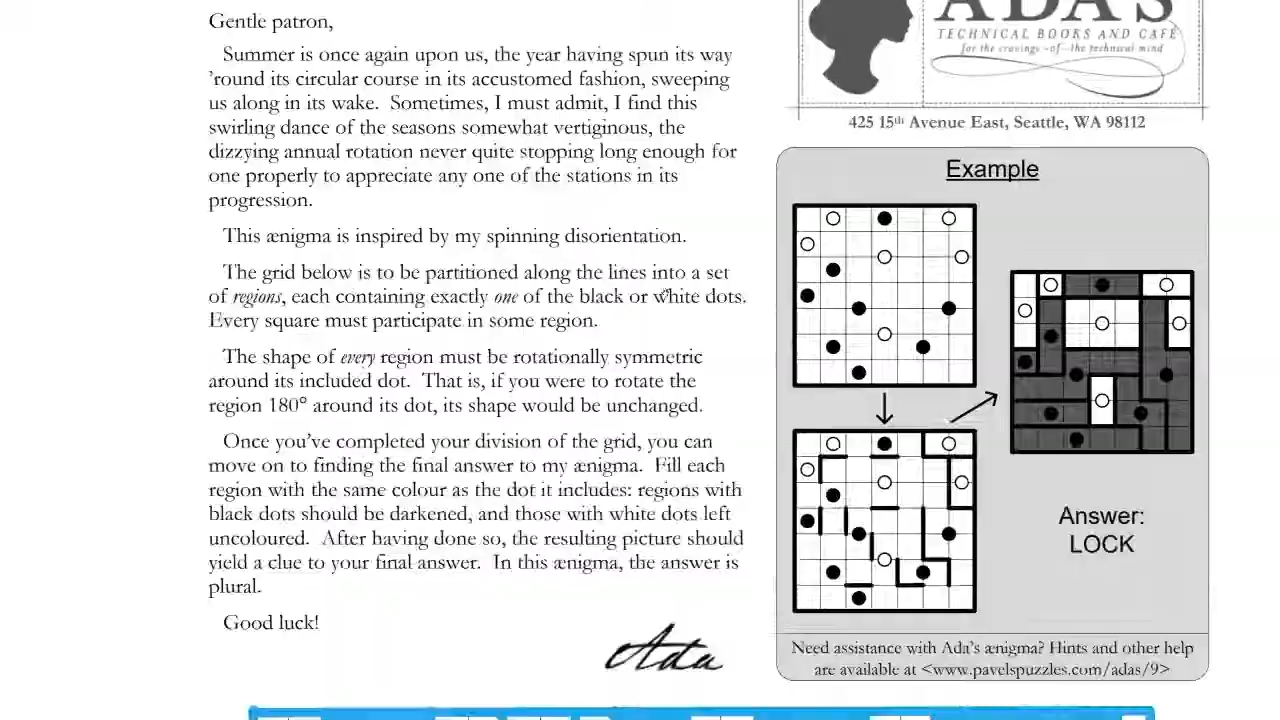 Gentle patron,
ADA'S
TECHNICAL BOOKS AND CAFÉ
for the cravings ~of~ the technical mind
425 15th Avenue East, Seattle, WA 98112
Summer is once again upon us, the year having spun its way
’round its circular course in its accustomed fashion, sweeping
us along in its wake. Sometimes, I must admit, I find this
swirling dance of the seasons somewhat vertiginous, the
dizzying annual rotation never quite stopping long enough for
one properly to appreciate any one of the stations in its
progression.
This ænigma is inspired by my spinning disorientation.
The grid below is to be partitioned along the lines into a set
of regions, each containing exactly one of the black or white dots.
Every square must participate in some region.
The shape of every region must be rotationally symmetric
around its included dot. That is, if you were to rotate the
region 180° around its dot, its shape would be unchanged.
Once you’ve completed your division of the grid, you can
move on to finding the final answer to my ænigma. Fill each
region with the same colour as the dot it includes: regions with
black dots should be darkened, and those with white dots left
uncoloured. After having done so, the resulting picture should
yield a clue to your final answer. In this ænigma, the answer is
plural.
Good luck!
Ada
Example
Answer:
LOCK
Need assistance with Ada’s ænigma? Hints and other help
are available at <www.pavelspuzzles.com/adas/9>